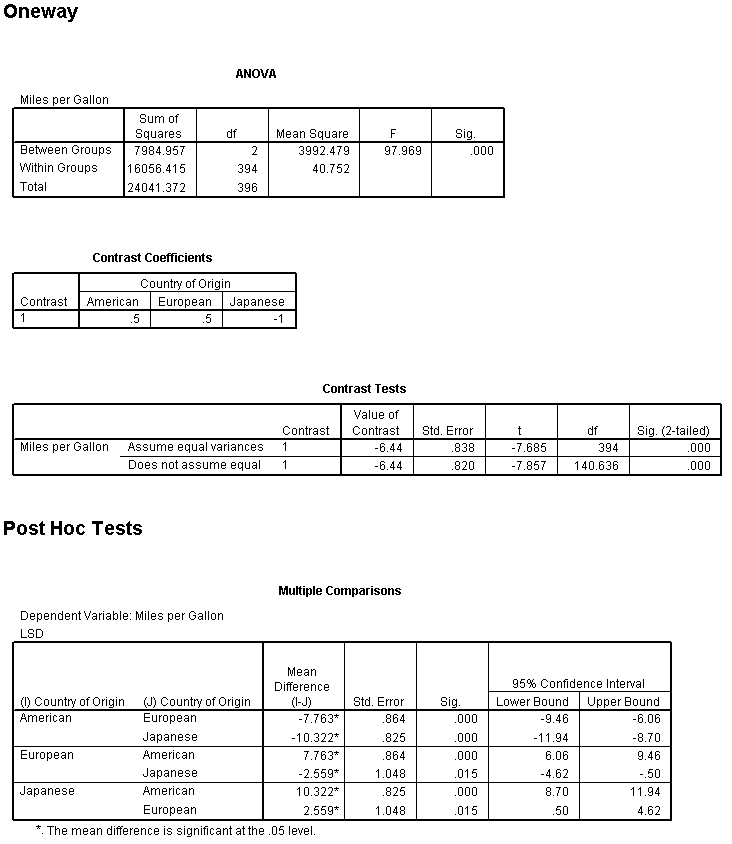 Oneway
ANOVA
Miles per Gallon
Sum of
Squares df Mean Square F Sig.
Between Groups 7984.957 2 3992.479 97.969 .000
Within Groups 16056.415 394 40.752
Total 24041.372 396
Contrast Coefficients
Country of Origin
Contrast American European Japanese
1 .5 .5 -1
Contrast Tests
Value of
Contrast Contrast Std. Error t df Sig. (2-tailed)
Miles per Gallon Assume equal variances 1 -6.44 .838 -7.685 394 .000
Does not assume equal 1 -6.44 .820 -7.857 140.636 .000
Post Hoc Tests
Multiple Comparisons
Dependent Variable: Miles per Gallon
LSD
Mean
Difference
95% Confidence Interval
(I) Country of Origin (J) Country of Origin (I-J) Std. Error Sig. Lower Bound Upper Bound
American European -7.763* .864 .000 -9.46 -6.06
Japanese -10.322* .825 .000 -11.94 -8.70
European American 7.763* .864 .000 6.06 9.46
Japanese -2.559* 1.048 .015 -4.62 -.50
Japanese American 10.322* .825 .000 8.70 11.94
European 2.559* 1.048 .015 .50 4.62
*. The mean difference is significant at the .05 level.